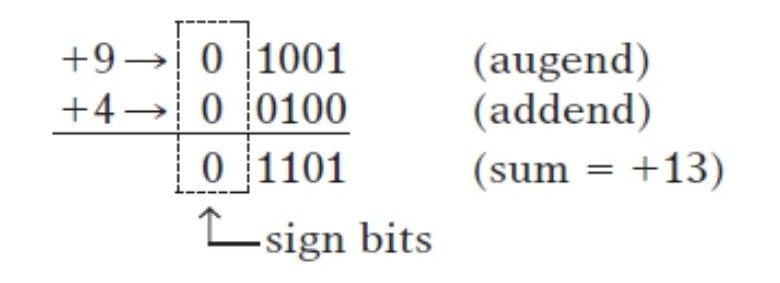 +9→ 0 1001 (augend)
+4→ 0 0100 (addend)
0 1101 (sum = +13)
sign bits